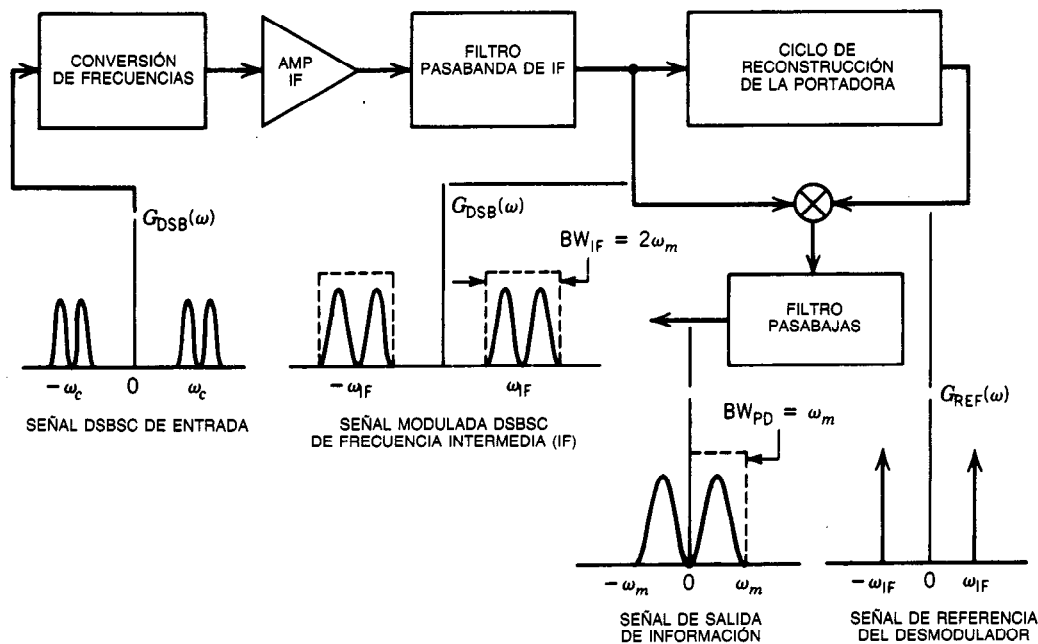 CONVERSIÓN
DE FRECUENCIAS
AMP
IF
FILTRO
PASABANDA DE IF
CICLO DE
RECONSTRUCCIÓN
DE LA PORTADORA
G_DSB(ω)
G_DSB(ω)
BW_IF = 2ω_m
FILTRO
PASABAJAS
−ω_c 0 ω_c
SEÑAL DSBSC DE ENTRADA
−ω_IF ω_IF
SEÑAL MODULADA DSBSC
DE FRECUENCIA INTERMEDIA (IF)
BW_PD = ω_m
G_REF(ω)
−ω_m 0 ω_m
SEÑAL DE SALIDA
DE INFORMACIÓN
−ω_IF 0 ω_IF
SEÑAL DE REFERENCIA
DEL DESMODULADOR